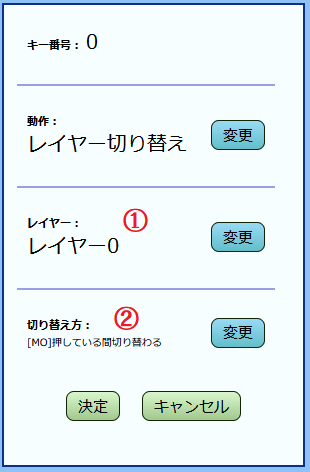 キー番号： 0
動作：
レイヤー切り替え
変更
レイヤー： ①
レイヤー0
変更
切り替え方： ②
[MO]押している間切り替わる
変更
決定 キャンセル